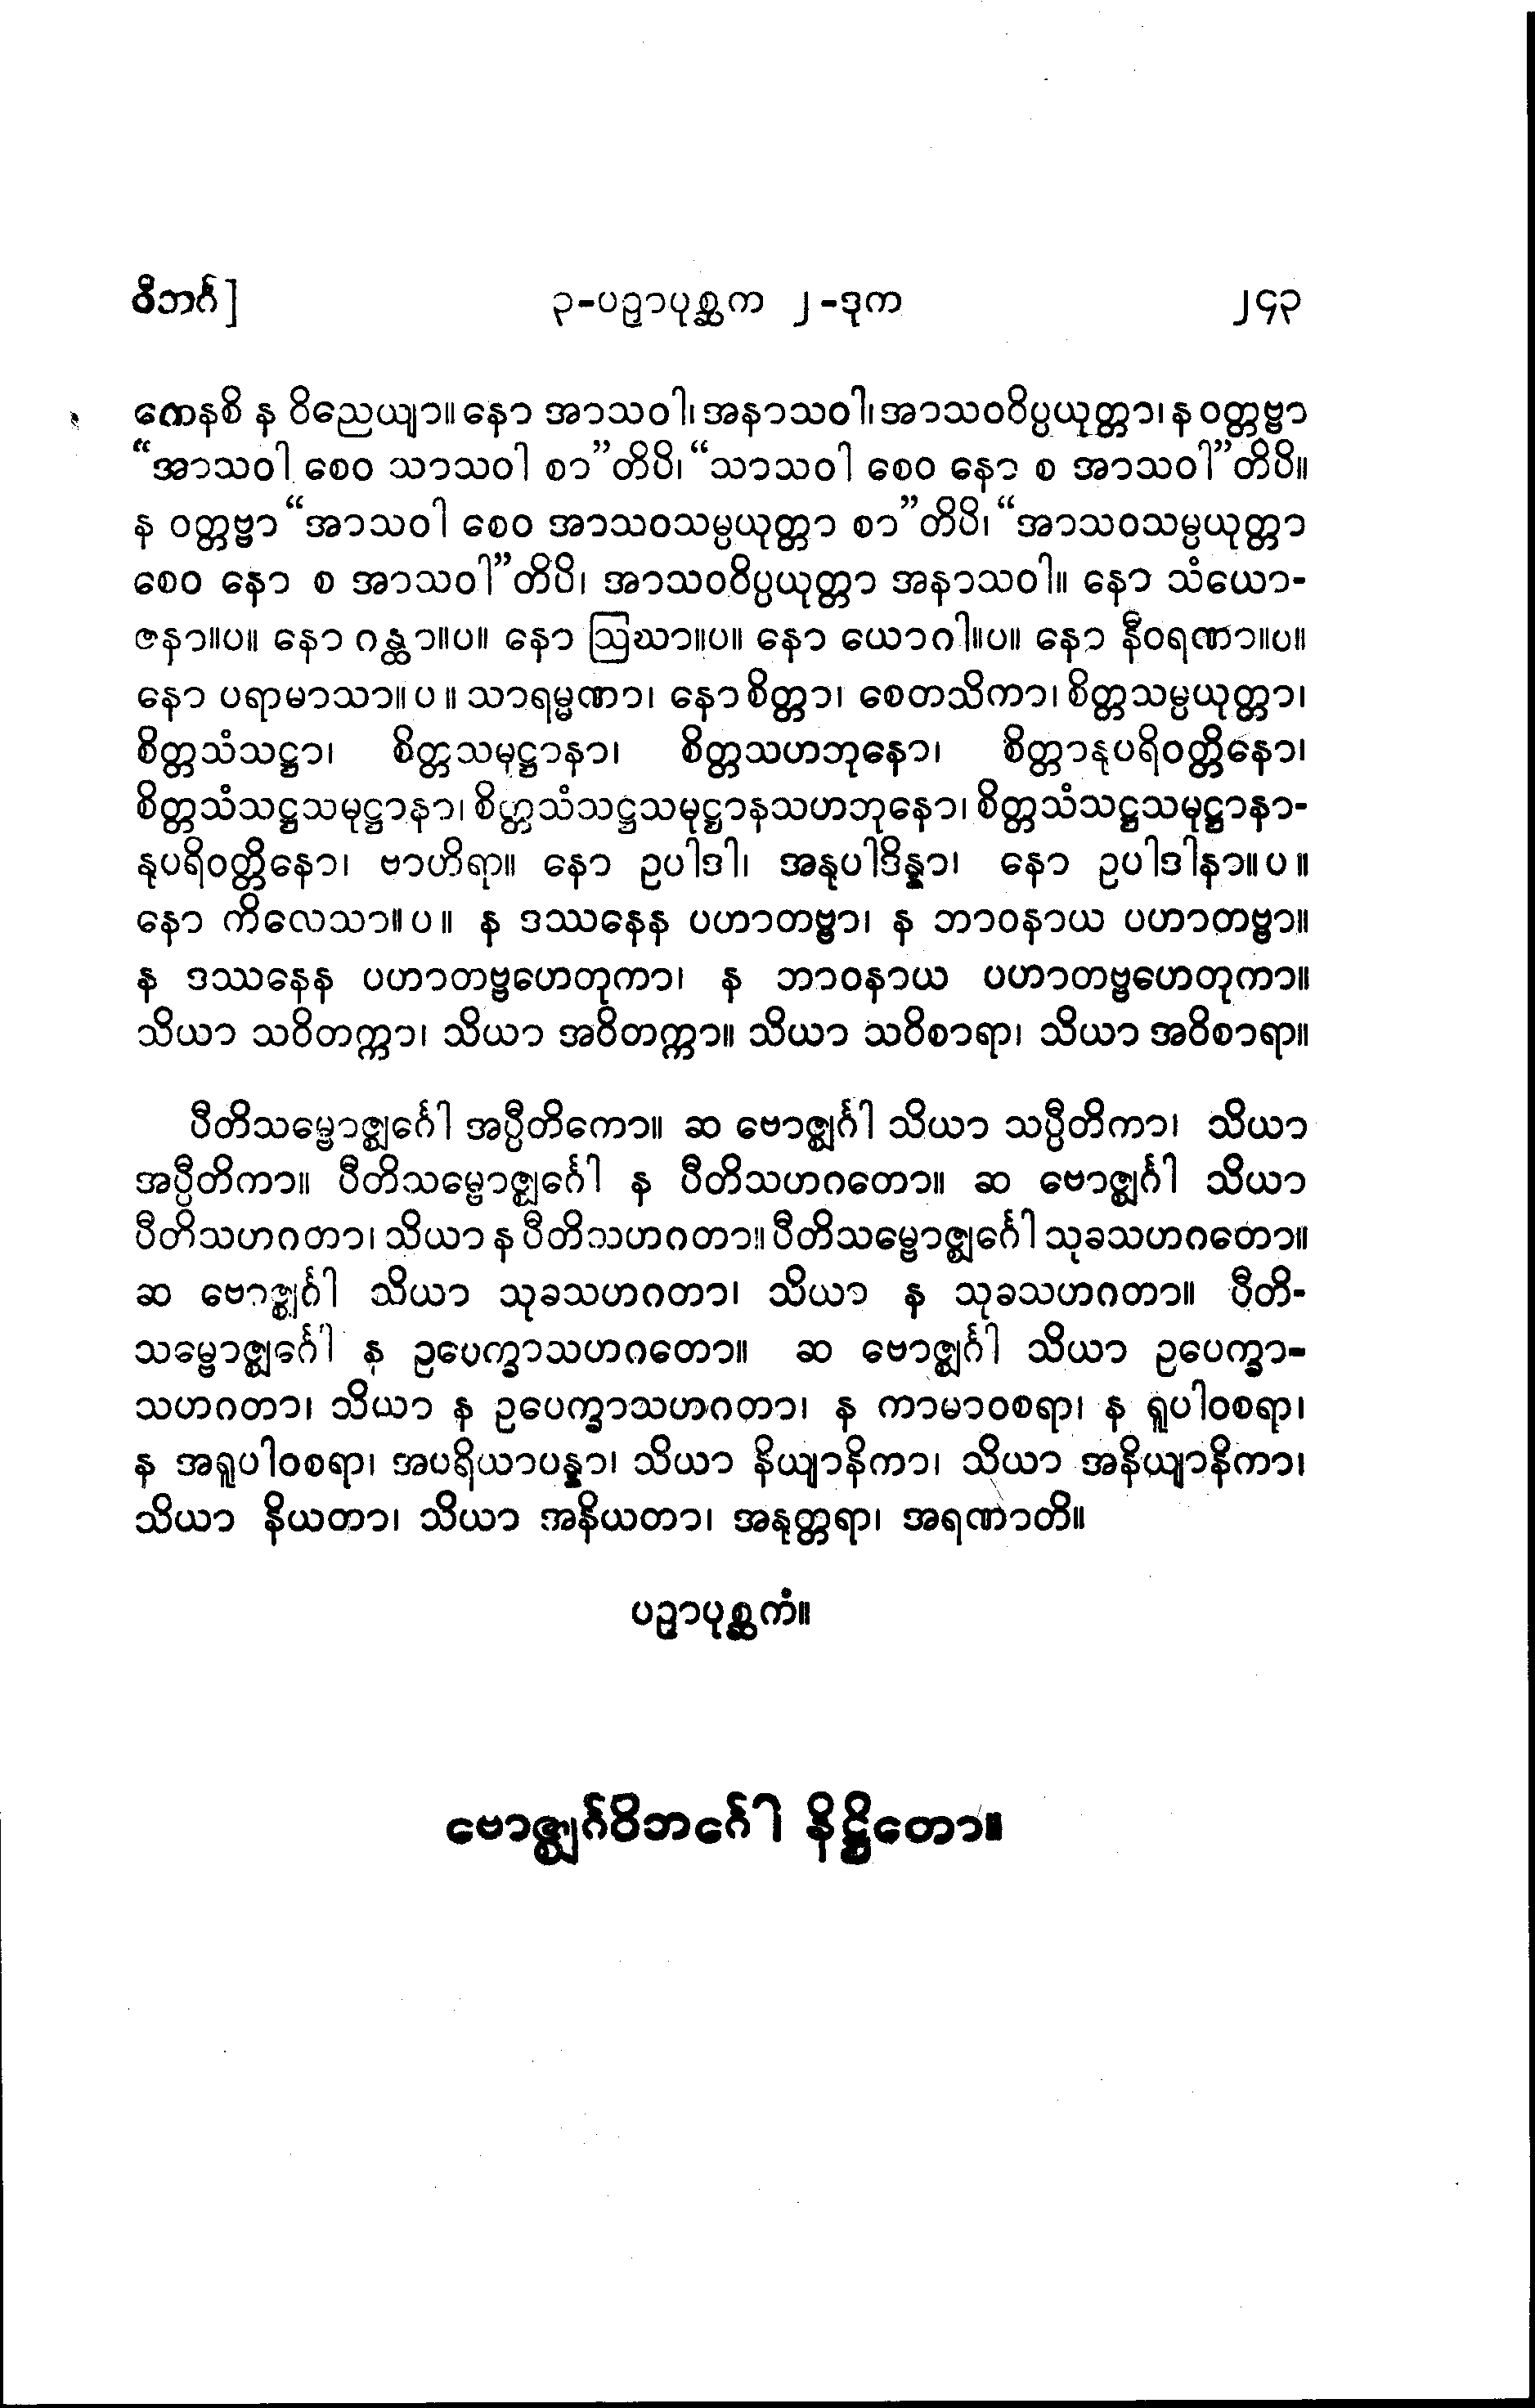 ဝိဘင်္ဂ]
၃-ပဉှာပုစ္ဆက ၂-ဒုက
၂၄၃
ကေနစိ န ဝိညေယျာ။ နော အာသဝါ၊ အနာသဝါ၊ အာသဝဝိပ္ပယုတ္တာ၊ န ဝတ္တဗ္ဗာ
“အာသဝါ စေဝ သာသဝါ စာ”တိပိ၊ “သာသဝါ စေဝ နော စ အာသဝါ”တိပိ။
န ဝတ္တဗ္ဗာ “အာသဝါ စေဝ အာသဝသမ္ပယုတ္တာ စာ”တိပိ၊ “အာသဝသမ္ပယုတ္တာ
စေဝ နော စ အာသဝါ”တိပိ၊ အာသဝဝိပ္ပယုတ္တာ အနာသဝါ။ နော သံယော-
ဇနာ။ပ။ နော ဂန္ထာ။ပ။ နော ဩဃာ။ပ။ နော ယောဂါ။ပ။ နော နီဝရဏာ။ပ။
နော ပရာမာသာ။ပ။ သာရမ္မဏာ၊ နော စိတ္တာ၊ စေတသိကာ၊ စိတ္တသမ္ပယုတ္တာ၊
စိတ္တသံသဋ္ဌာ၊ စိတ္တသမုဋ္ဌာနာ၊ စိတ္တသဟဘုနော၊ စိတ္တာနုပရိဝတ္တိနော၊
စိတ္တသံသဋ္ဌသမုဋ္ဌာနာ၊ စိတ္တသံသဋ္ဌသမုဋ္ဌာနသဟဘုနော၊ စိတ္တသံသဋ္ဌသမုဋ္ဌာနာ-
နုပရိဝတ္တိနော၊ ဗာဟိရာ။ နော ဥပါဒါ၊ အနုပါဒိန္နာ၊ နော ဥပါဒါနာ။ပ။
နော ကိလေသာ။ပ။ န ဒဿနေန ပဟာတဗ္ဗာ၊ န ဘာဝနာယ ပဟာတဗ္ဗာ။
န ဒဿနေန ပဟာတဗ္ဗဟေတုကာ၊ န ဘာဝနာယ ပဟာတဗ္ဗဟေတုကာ။
သိယာ သဝိတက္ကာ၊ သိယာ အဝိတက္ကာ။ သိယာ သဝိစာရာ၊ သိယာ အဝိစာရာ။
ပီတိသမ္ဗောဇ္ဈင်္ဂေါ အပ္ပီတိကော။ ဆ ဗောဇ္ဈင်္ဂါ သိယာ သပ္ပီတိကာ၊ သိယာ
အပ္ပီတိကာ။ ပီတိသမ္ဗောဇ္ဈင်္ဂေါ န ပီတိသဟဂတော။ ဆ ဗောဇ္ဈင်္ဂါ သိယာ
ပီတိသဟဂတာ၊ သိယာ န ပီတိသဟဂတာ။ ပီတိသမ္ဗောဇ္ဈင်္ဂေါ သုခသဟဂတော။
ဆ ဗောဇ္ဈင်္ဂါ သိယာ သုခသဟဂတာ၊ သိယာ န သုခသဟဂတာ။ ပီတိ-
သမ္ဗောဇ္ဈင်္ဂေါ န ဥပေက္ခာသဟဂတော။ ဆ ဗောဇ္ဈင်္ဂါ သိယာ ဥပေက္ခာ-
သဟဂတာ၊ သိယာ န ဥပေက္ခာသဟဂတာ၊ န ကာမာဝစရာ၊ န ရူပါဝစရာ၊
န အရူပါဝစရာ၊ အပရိယာပန္နာ၊ သိယာ နိယျာနိကာ၊ သိယာ အနိယျာနိကာ၊
သိယာ နိယတာ၊ သိယာ အနိယတာ၊ အနုတ္တရာ၊ အရဏာတိ။
ပဉှာပုစ္ဆကံ။
ဗောဇ္ဈင်္ဂဝိဘင်္ဂေါ နိဋ္ဌိတော။